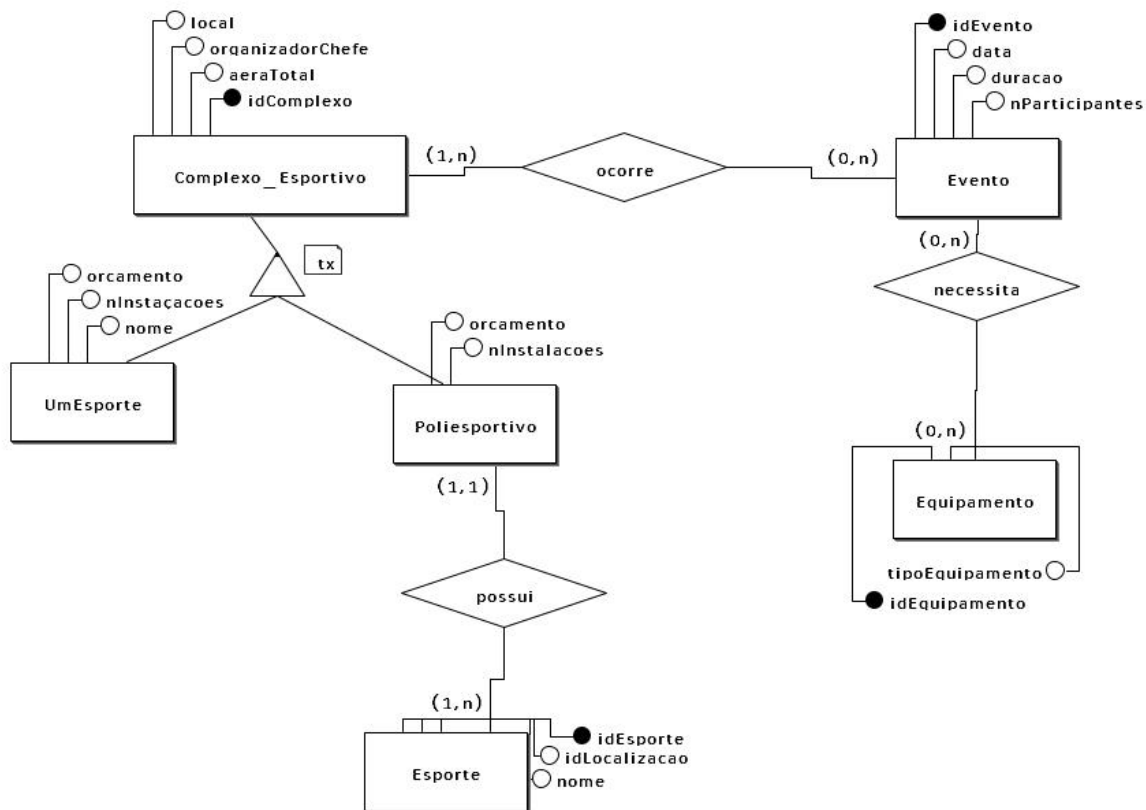 local
organizadorChefe
aeraTotal
idComplexo
Complexo_Esportivo
(1,n)
ocorre
(0,n)
idEvento
data
duracao
nParticipantes
Evento
(0,n)
necessita
(0,n)
Equipamento
tipoEquipamento
idEquipamento
tx
orcamento
nInstaçacoes
nome
UmEsporte
orcamento
nInstalacoes
Poliesportivo
(1,1)
possui
(1,n)
idEsporte
idLocalizacao
nome
Esporte